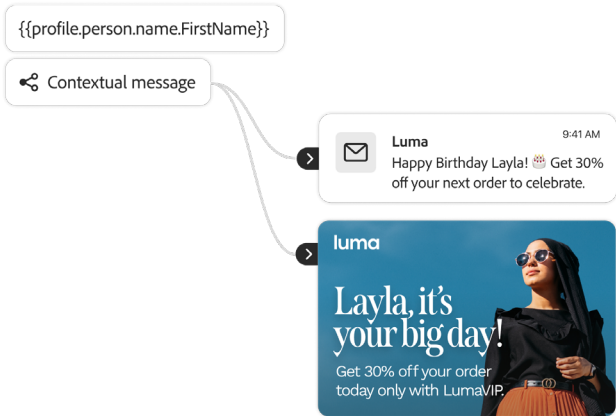 {{profile.person.name.FirstName}}
Contextual message
Luma
9:41 AM
Happy Birthday Layla! 🎂 Get 30%
off your next order to celebrate.
luma
Layla, it's
your big day!
Get 30% off your order
today only with LumaVIP.